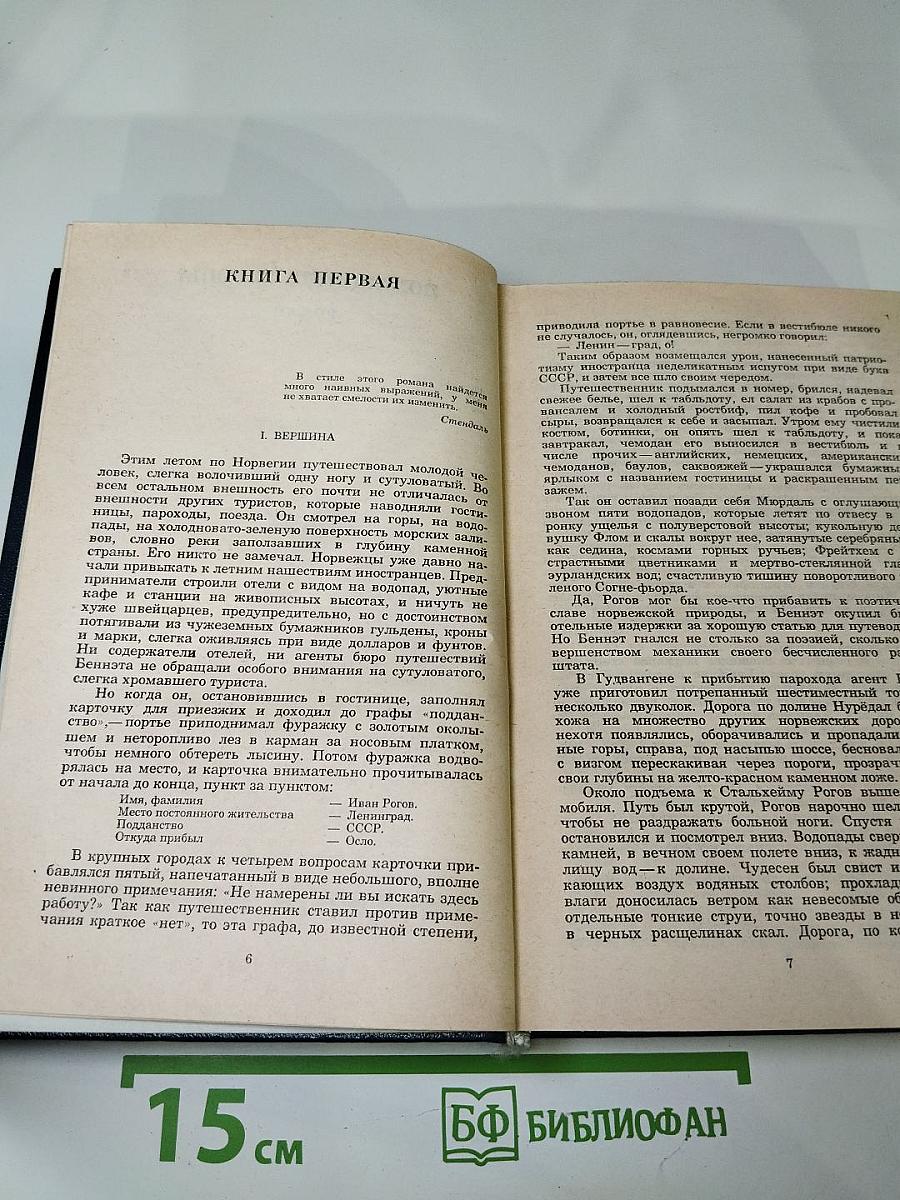 КНИГА ПЕРВАЯ
В стиле этого романа найдется
много наивных выражений, у меня
не хватает смелости их изменить.
Стендаль
I. ВЕРШИНА
Этим летом по Норвегии путешествовал молодой че-
ловек, слегка волочивший одну ногу и сутуловатый. Во
всем остальном внешность его почти не отличалась от
внешности других туристов, которые наводняли гости-
ницы, пароходы, поезда. Он смотрел на горы, на водо-
пады, на холодновато-зеленую поверхность морских зали-
вов, словно реки заползавших в глубину каменной
страны. Его никто не замечал. Норвежцы уже давно на-
чали привыкать к летним нашествиям иностранцев. Пред-
приниматели строили отели с видом на водопад, уютные
кафе и станции на живописных высотах, и ничуть не
хуже швейцарцев, предупредительно, но с достоинством
потягивали из чужеземных бумажников гульдены, кроны
и марки, слегка оживляясь при виде долларов и фунтов.
Ни содержатели отелей, ни агенты бюро путешествий
Беннэта не обращали особого внимания на сутуловатого,
слегка хромавшего туриста.
Но когда он, остановившись в гостинице, заполнял
карточку для приезжих и доходил до графы «поддан-
ство»,— портье приподнимал фуражку с золотым околы-
шем и неторопливо лез в карман за носовым платком,
чтобы немного обтереть лысину. Потом фуражка водво-
рялась на место, и карточка внимательно прочитывалась
от начала до конца, пункт за пунктом:
Имя, фамилия — Иван Рогов.
Место постоянного жительства — Ленинград.
Подданство — СССР.
Откуда прибыл — Осло.
В крупных городах к четырем вопросам карточки при-
бавлялся пятый, напечатанный в виде небольшого, вполне
невинного примечания: «Не намерены ли вы искать здесь
работу?» Так как путешественник ставил против приме-
чания краткое «нет», то эта графа, до известной степени,
6
приводила портье в равновесие. Если в вестибюле никого
не случалось, он, оглядевшись, негромко говорил:
— Ленин—град, о!
Таким образом возмещался урон, нанесенный патрио-
тизму иностранца неделикатным испугом при виде букв
СССР, и затем все шло своим чередом.
Путешественник подымался в номер, брился, надевал
свежее белье, шел к табльдоту, ел салат из крабов с про-
вансалем и холодный ростбиф, пил кофе и пробовал
сыры, возвращался к себе и засыпал. Утром ему чистили
костюм, ботинки, он опять шел к табльдоту, и пока
завтракал, чемодан его выносился в вестибюль и
числе прочих — английских, немецких, американски
чемоданов, баулов, саквояжей — украшался бумажны
ярлыком с названием гостиницы и раскрашенным пе
зажем.
Так он оставил позади себя Мюрдаль с оглушающ
звоном пяти водопадов, которые летят по отвесу в
ронку ущелья с полуверстовой высоты; кукольную де
вушку Флом и скалы вокруг нее, затянутые серебряны
как седина, космами горных ручьев; Фрейтхем с
страстными цветниками и мертво-стеклянной гла
эурландских вод; счастливую тишину поворотливого
леного Согне-фьорда.
Да, Рогов мог бы кое-что прибавить к поэтич
славе норвежской природы, и Беннэт окупил бы
отельные издержки за хорошую статью для путевод
Но Беннэт гнался не столько за поэзией, сколько
вершенством механики своего бесчисленного ра
штата.
В Гудвангене к прибытию парохода агент Б
уже приготовил потрепанный шестиместный то
несколько двуколок. Дорога по долине Нурёдал б
хожа на множество других норвежских доро
нехотя появлялись, оборачивались и пропадали
ные горы, справа, под насыпью шоссе, бесновал
с визгом перескакивая через пороги, прозрач
свои глубины на желто-красном каменном ложе.
Около подъема к Стальхейму Рогов выше
мобиля. Путь был крутой, Рогов нарочно шел
чтобы не раздражать больной ноги. Спустя
остановился и посмотрел вниз. Водопады свер
камней, в вечном своем полете вниз, к жадн
лищу вод — к долине. Чудесен был свист и
кающих воздух водяных столбов; прохлад
влаги доносилась ветром как невесомые об
отдельные тонкие струи, точно звезды в н
в черных расщелинах скал. Дорога, по ко
7
15 см
БФ БИБЛИОФАН